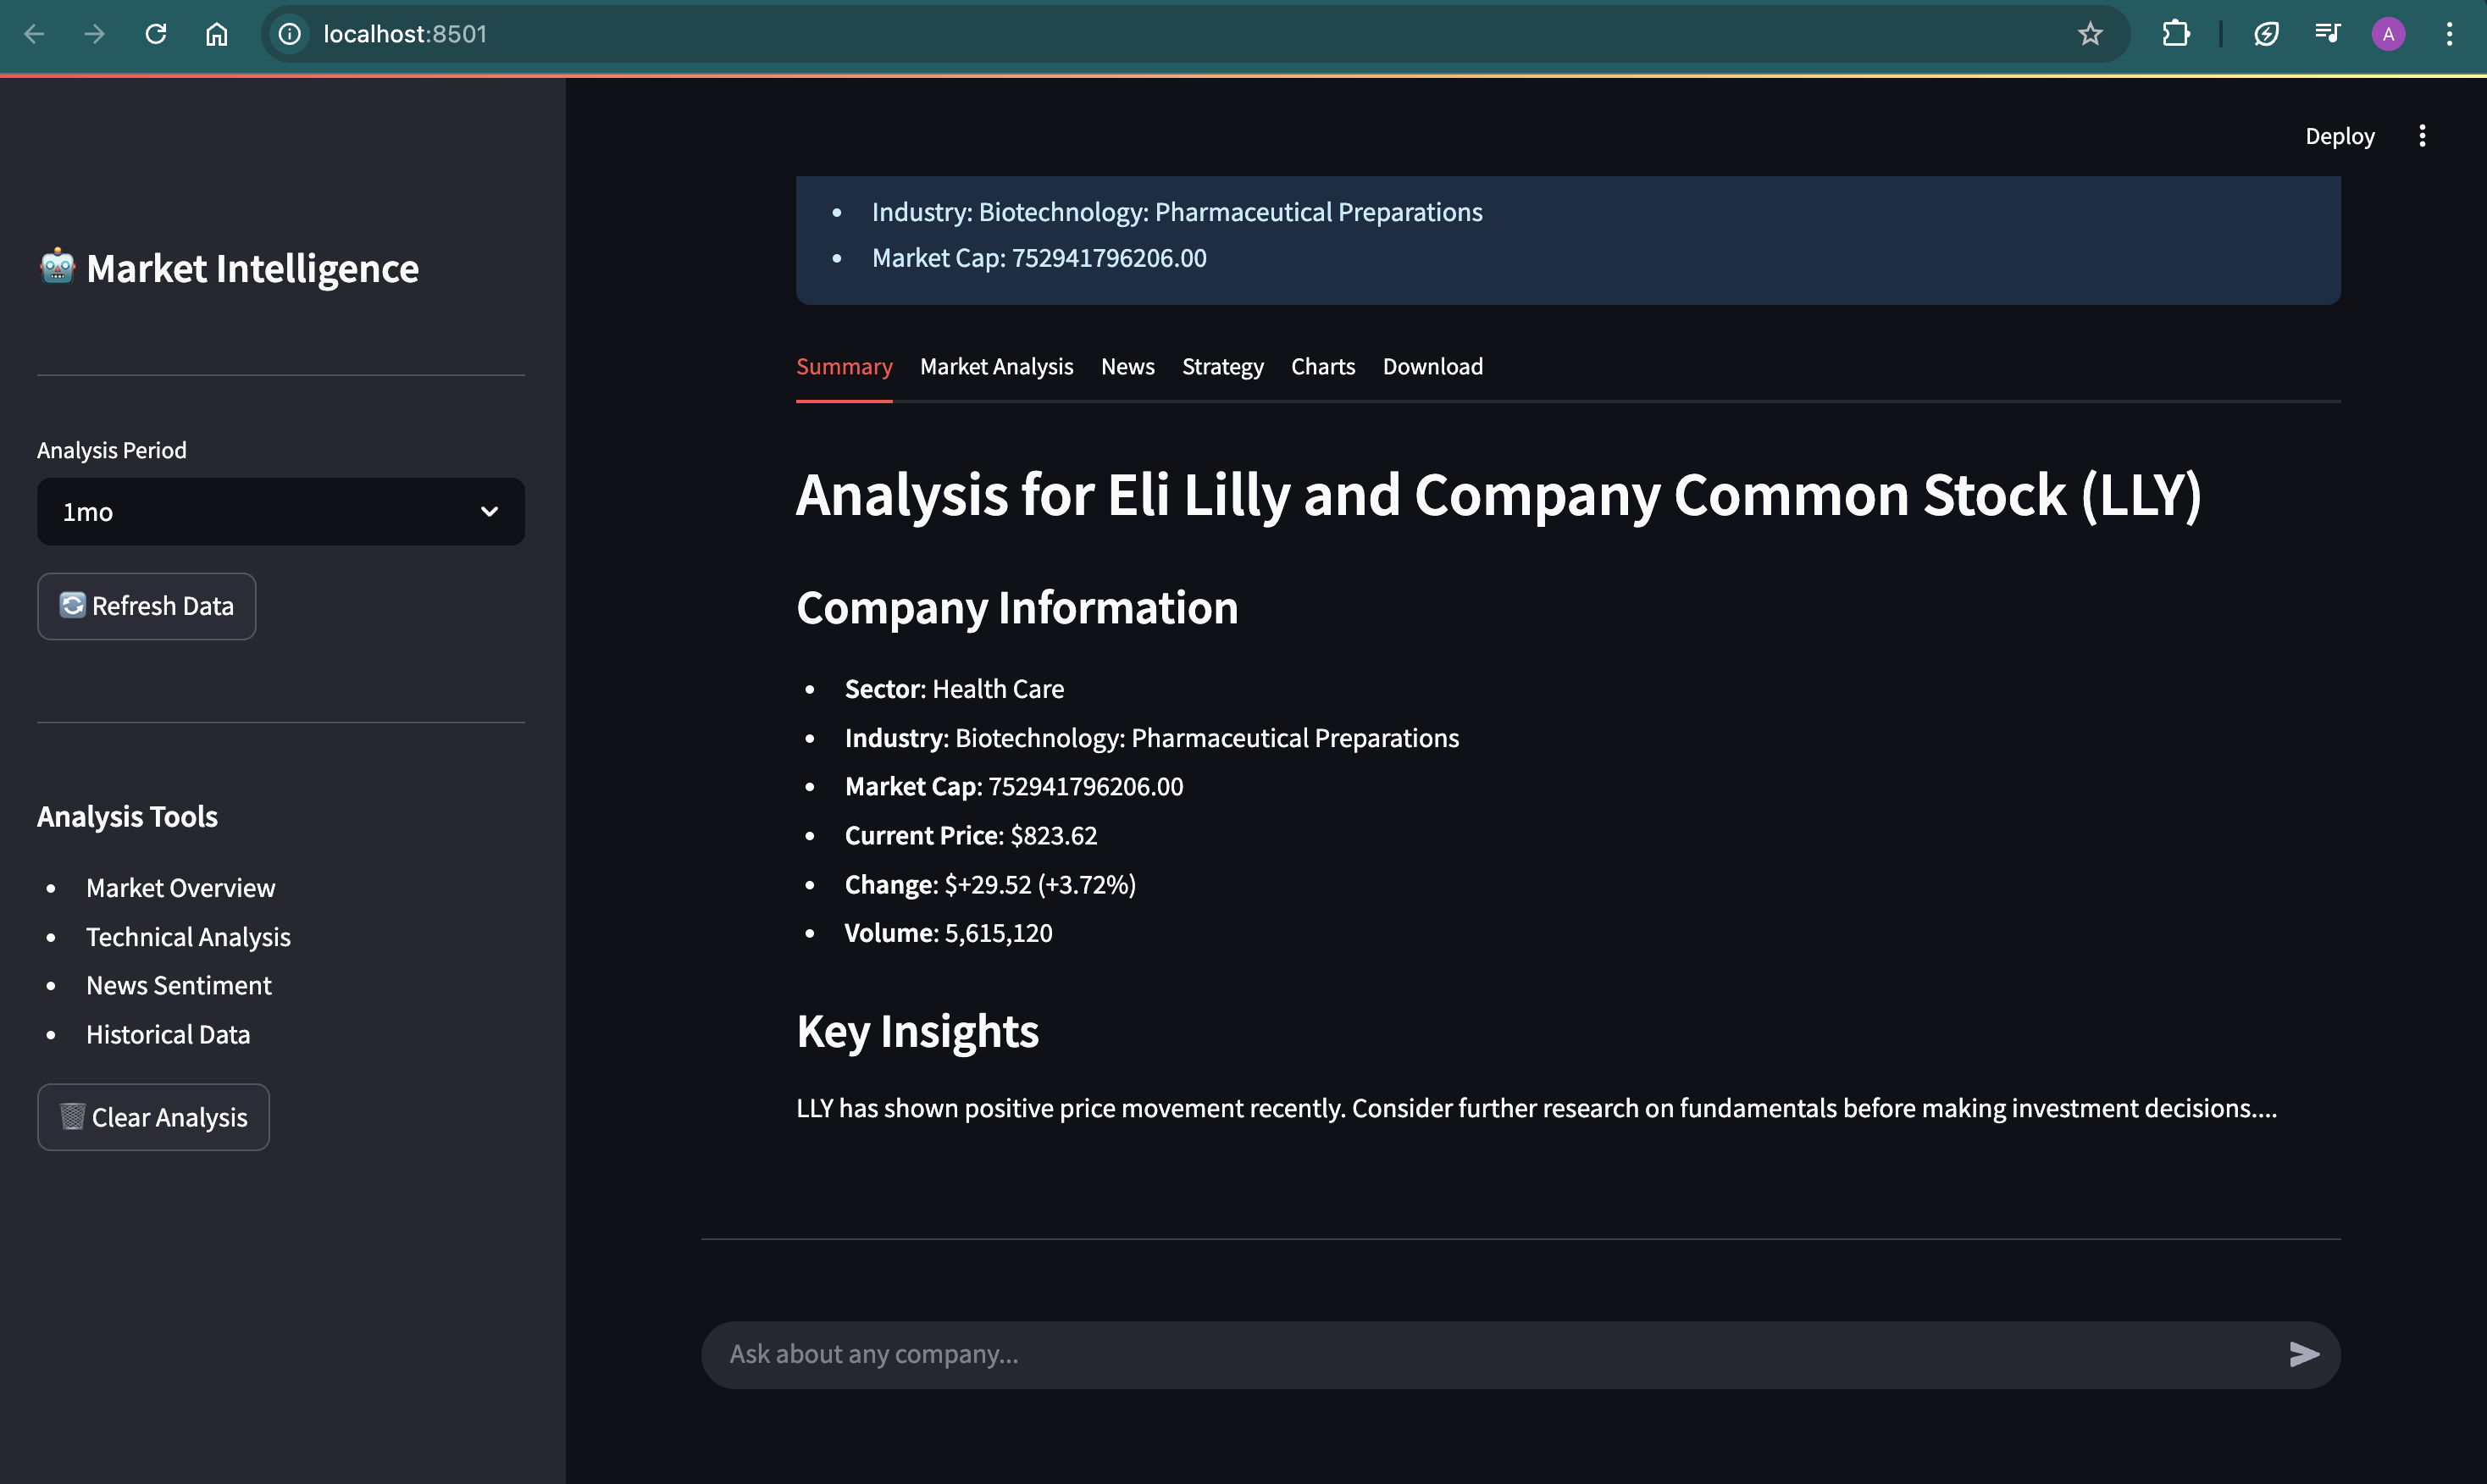 localhost:8501
A
Deploy
🤖 Market Intelligence
Analysis Period
1mo
🔄 Refresh Data
Analysis Tools
• Market Overview
• Technical Analysis
• News Sentiment
• Historical Data
🗑️ Clear Analysis
• Industry: Biotechnology: Pharmaceutical Preparations
• Market Cap: 752941796206.00
Summary Market Analysis News Strategy Charts Download
Analysis for Eli Lilly and Company Common Stock (LLY)
Company Information
• Sector: Health Care
• Industry: Biotechnology: Pharmaceutical Preparations
• Market Cap: 752941796206.00
• Current Price: $823.62
• Change: $+29.52 (+3.72%)
• Volume: 5,615,120
Key Insights
LLY has shown positive price movement recently. Consider further research on fundamentals before making investment decisions....
Ask about any company...